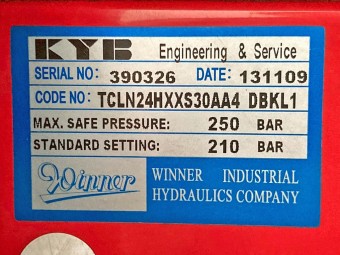 KYB Engineering & Service
SERIAL NO: 390326 DATE: 131109
CODE NO: TCLN24HXXS30AA4 DBKL1
MAX. SAFE PRESSURE: 250 BAR
STANDARD SETTING: 210 BAR
Winner WINNER INDUSTRIAL
HYDRAULICS COMPANY